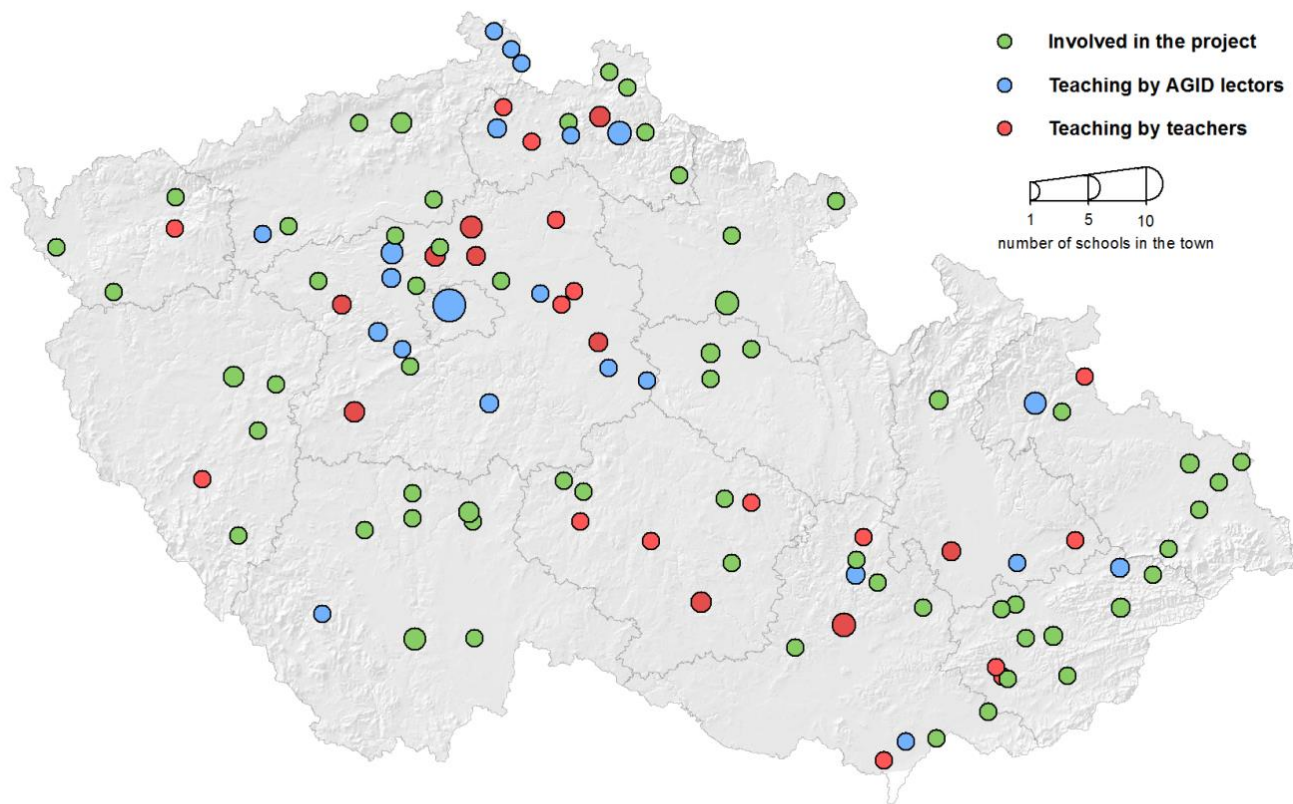 Involved in the project
Teaching by AGID lectors
Teaching by teachers
1 5 10
number of schools in the town